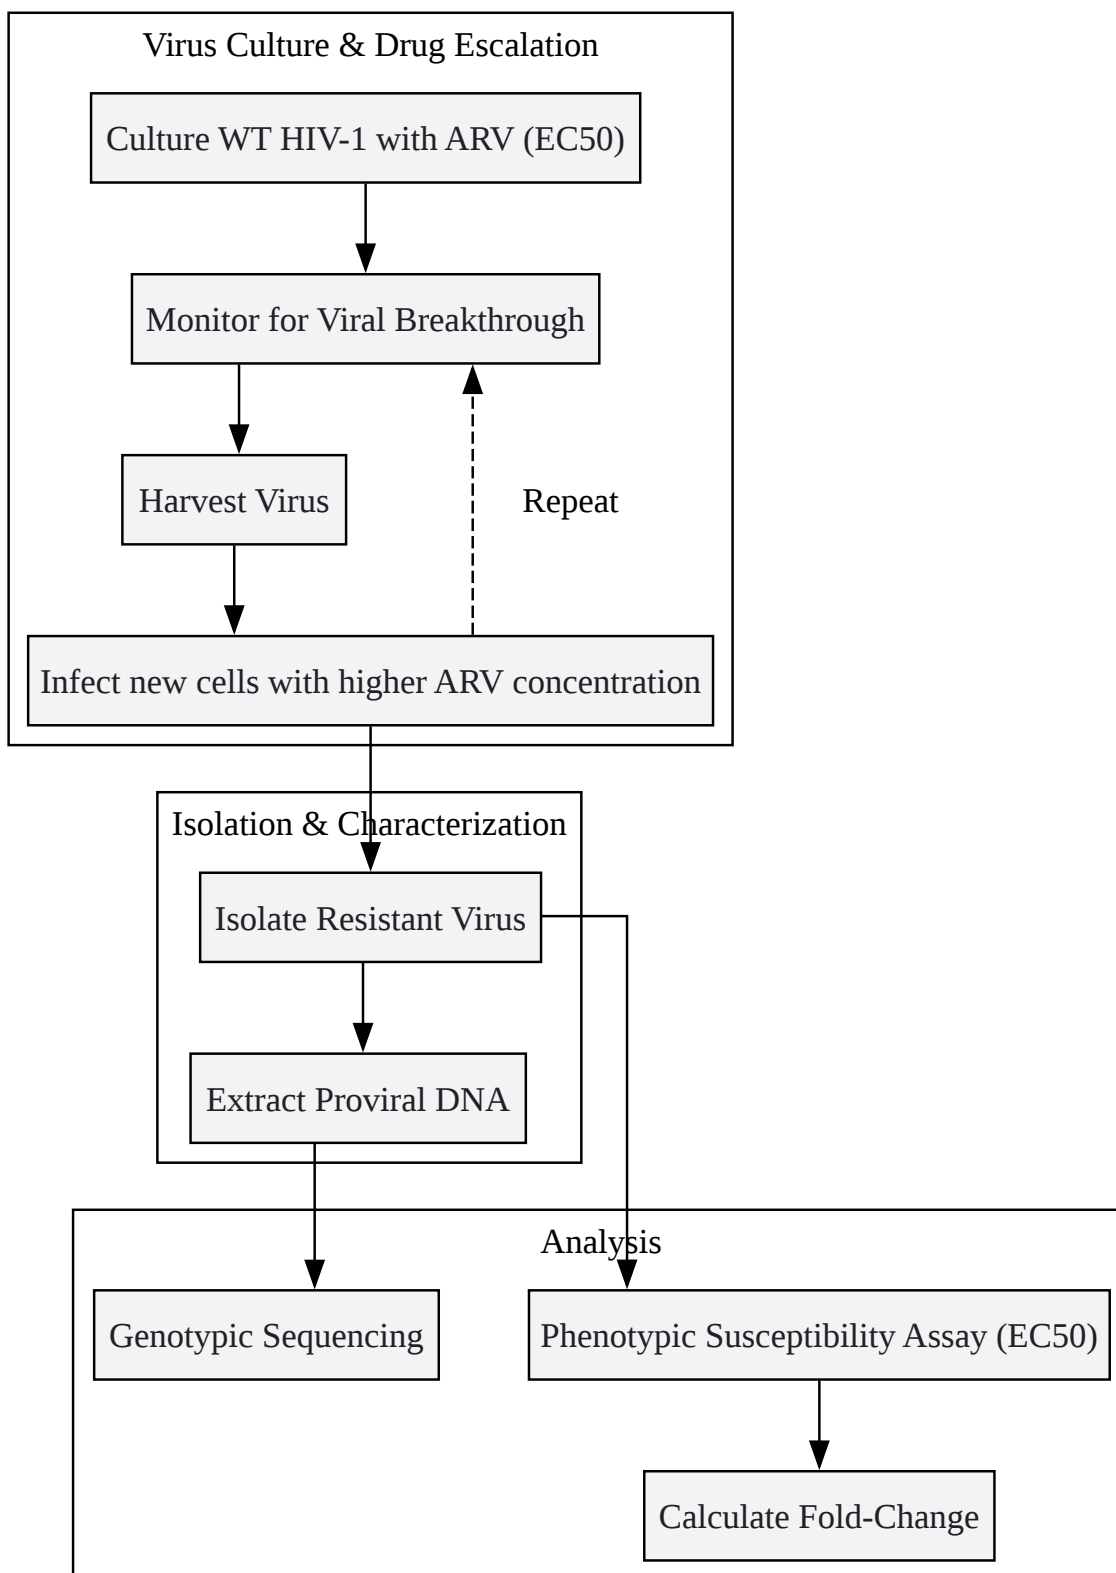 Virus Culture & Drug Escalation
Culture WT HIV-1 with ARV (EC50)
Monitor for Viral Breakthrough
Harvest Virus
Repeat
Infect new cells with higher ARV concentration
Isolation & Characterization
Isolate Resistant Virus
Extract Proviral DNA
Analysis
Genotypic Sequencing
Phenotypic Susceptibility Assay (EC50)
Calculate Fold-Change